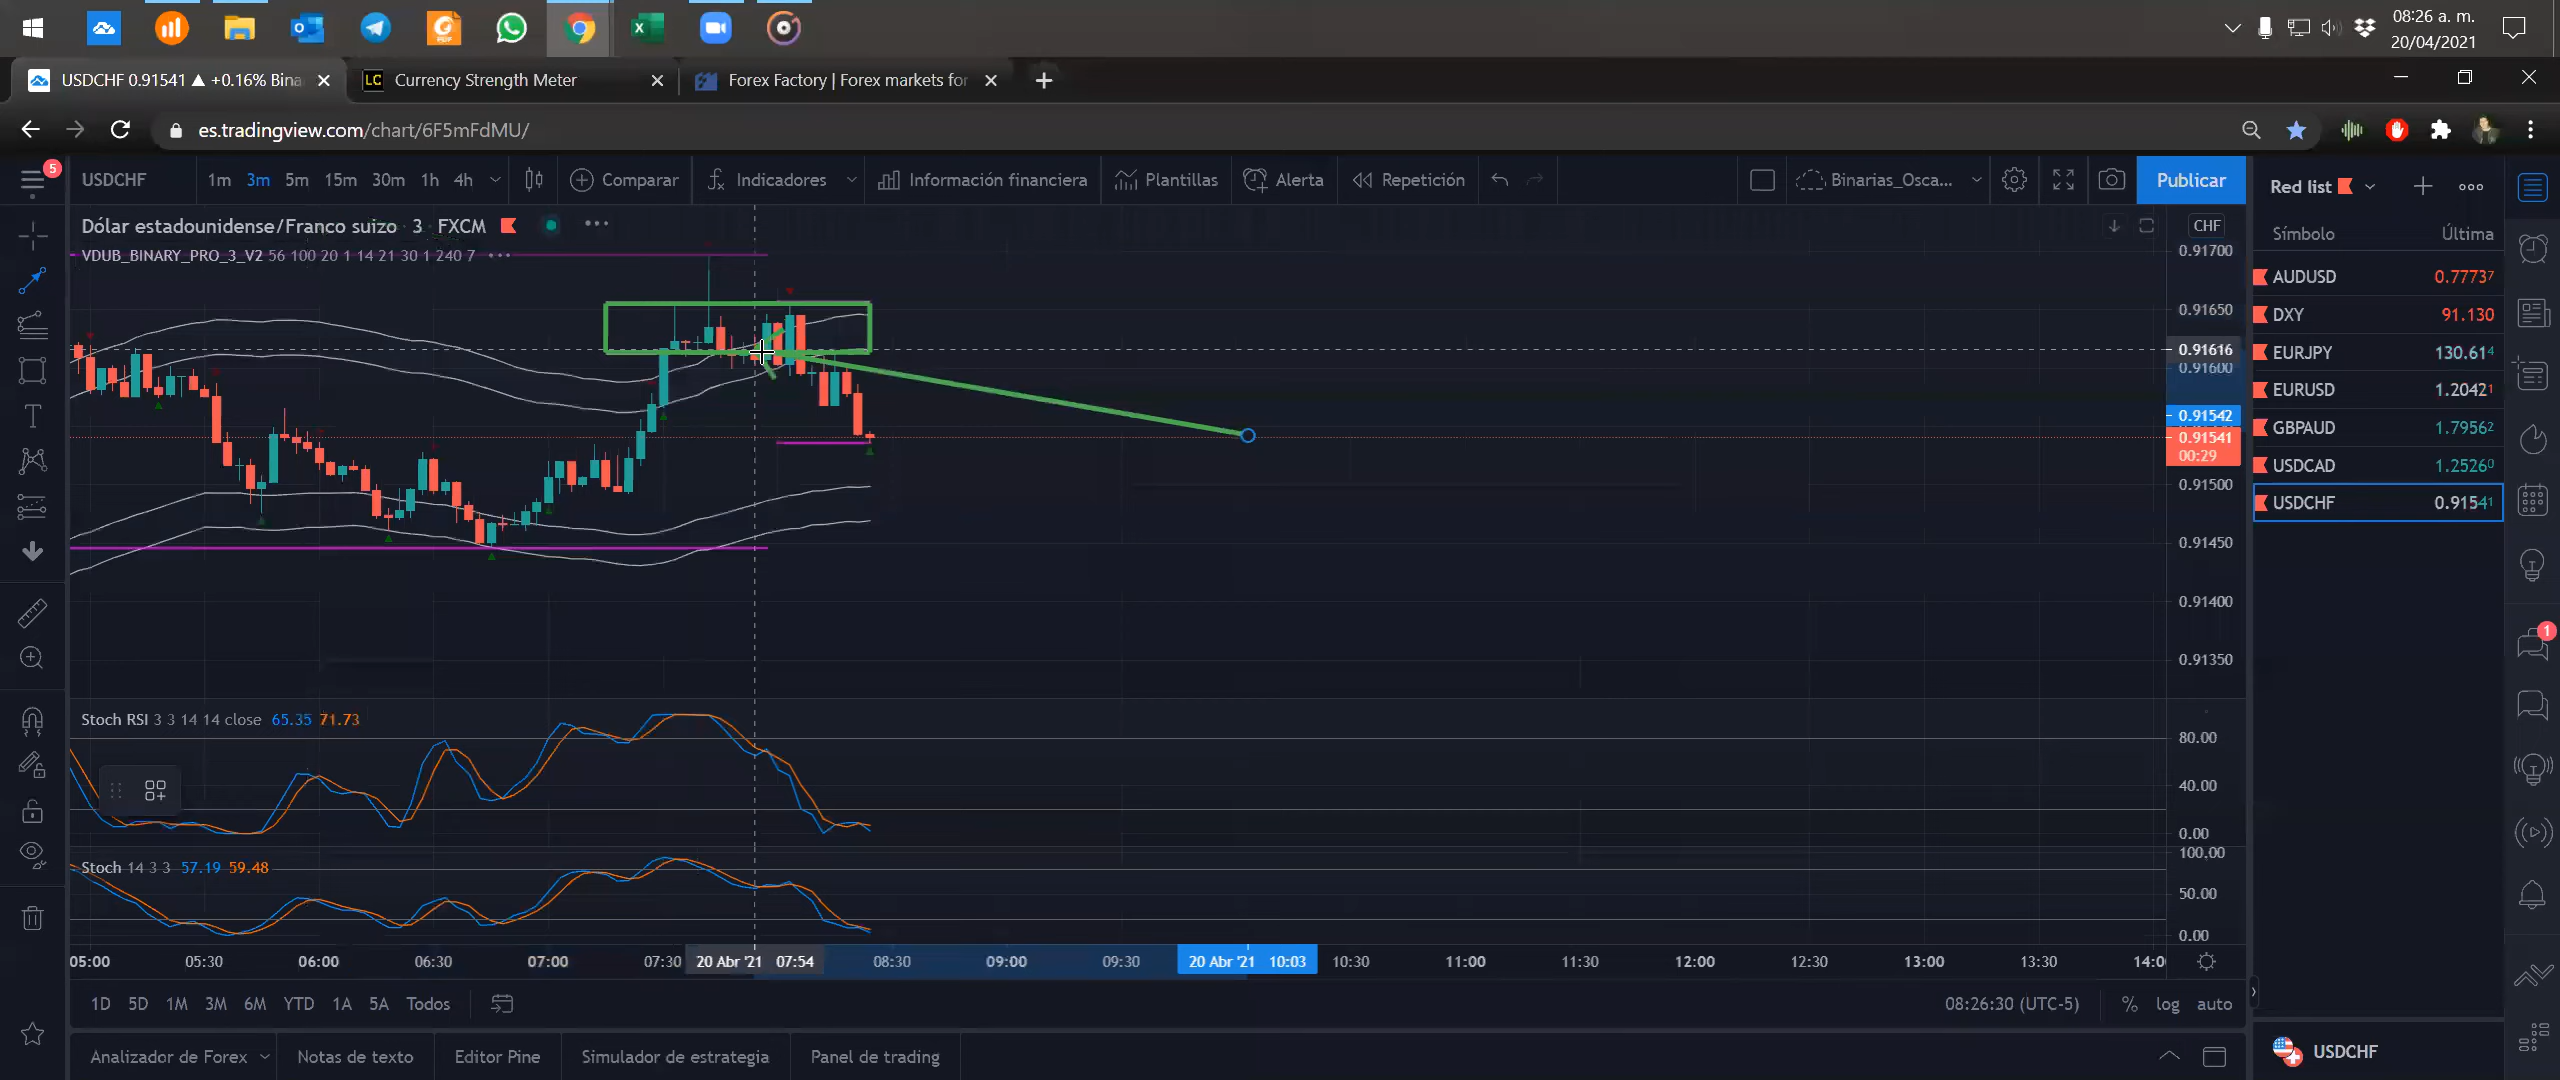 08:26 a. m.
20/04/2021
USDCHF 0.91541 ▲ +0.16% Bina
LC Currency Strength Meter
Forex Factory | Forex markets for
es.tradingview.com/chart/6F5mFdMU/
5
USDCHF 1m 3m 5m 15m 30m 1h 4h Comparar Indicadores Información financiera Plantillas Alerta Repetición Binarias_Osca... Publicar
Red list
Dólar estadounidense/Franco suizo · 3 · FXCM
CHF
Símbolo Última
VDUB_BINARY_PRO_3_V2 56 100 20 1 14 21 30 1 240 7
0.91700
AUDUSD 0.77737
0.91650
DXY 91.130
0.91616
EURJPY 130.614
0.91600
EURUSD 1.20421
0.91542
GBPAUD 1.79562
0.91541
00:29
USDCAD 1.25260
0.91500
USDCHF 0.91541
0.91450
0.91400
1
0.91350
Stoch RSI 3 3 14 14 close 65.35 71.73
80.00
40.00
0.00
Stoch 14 3 3 57.19 59.48
100.00
50.00
0.00
05:00 05:30 06:00 06:30 07:00 07:30 20 Abr '21 07:54 08:30 09:00 09:30 20 Abr '21 10:03 10:30 11:00 11:30 12:00 12:30 13:00 13:30
1D 5D 1M 3M 6M YTD 1A 5A Todos
08:26:30 (UTC-5) % log auto
Analizador de Forex Notas de texto Editor Pine Simulador de estrategia Panel de trading
USDCHF